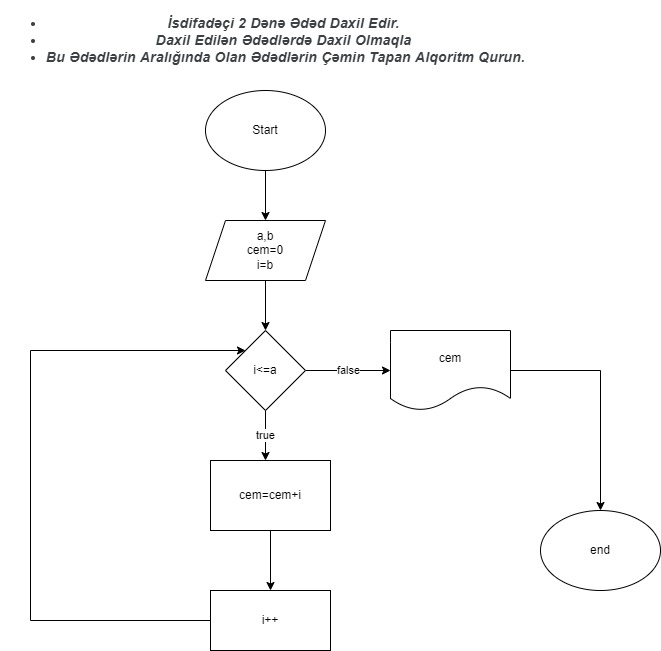 İsdifadəçi 2 Dənə Ədəd Daxil Edir.
Daxil Edilən Ədədlərdə Daxil Olmaqla
Bu Ədədlərin Aralığında Olan Ədədlərin Çəmin Tapan Alqoritm Qurun.
Start
a,b
cem=0
i=b
i<=a
false
cem
true
cem=cem+i
i++
end